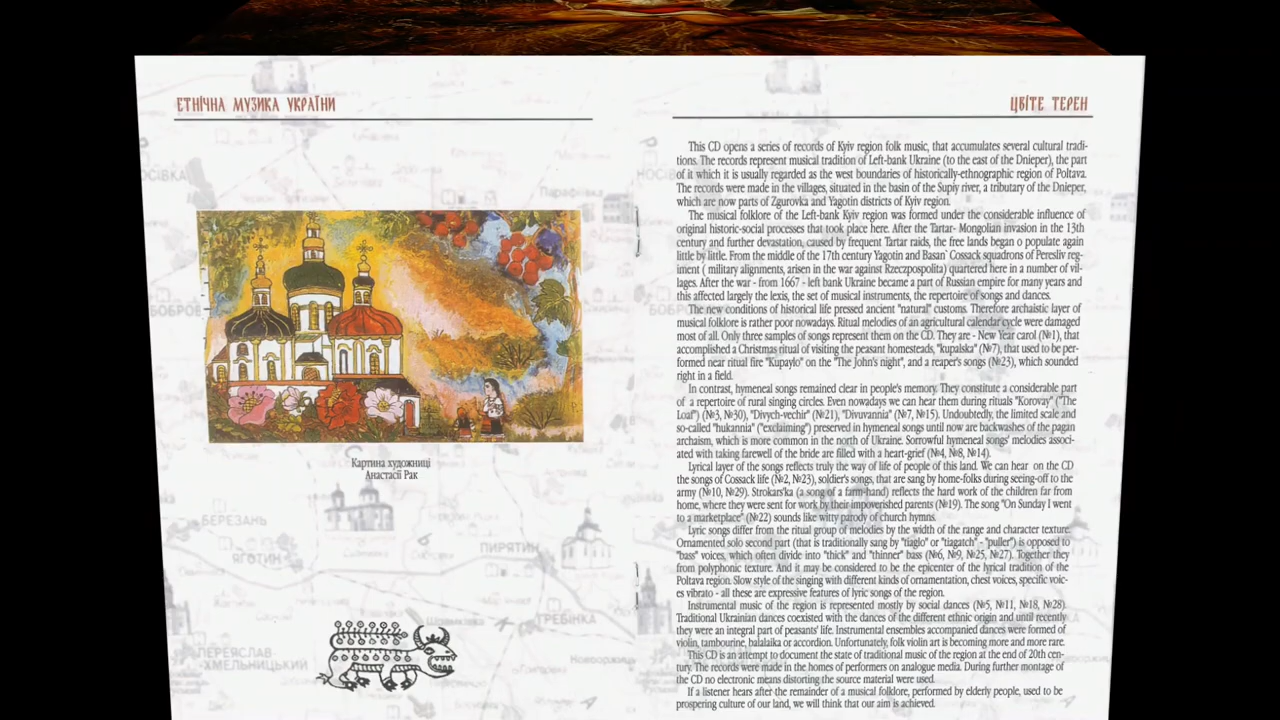 ЕТНІЧНА МУЗИКА УКРАЇНИ
Картина художниці
Анастасії Рак
НОСІВКА
БОБРОВ
БЕРЕЗАНЬ
ЯГОТИН
ПИРЯТИН
ГРЕБІНКА
ПЕРЕЯСЛАВ
-ХМЕЛЬНИЦЬКИЙ
ЦВІТЕ ТЕРЕН
This CD opens a series of records of Kyiv region folk music, that accumulates several cultural tradi-
tions. The records represent musical tradition of Left-bank Ukraine (to the east of the Dnieper), the part
of it which it is usually regarded as the west boundaries of historically-ethnographic region of Poltava.
The records were made in the villages, situated in the basin of the Supiy river, a tributary of the Dnieper,
which are now parts of Zgurovka and Yagotin districts of Kyiv region.
The musical folklore of the Left-bank Kyiv region was formed under the considerable influence of
original historic-social processes that took place here. After the Tartar- Mongolian invasion in the 13th
century and further devastation, caused by frequent Tartar raids, the free lands began o populate again
little by little. From the middle of the 17th century Yagotin and Basan` Cossack squadrons of Peresliv reg-
iment ( military alignments, arisen in the war against Rzeczpospolita) quartered here in a number of vil-
lages. After the war - from 1667 - left bank Ukraine became a part of Russian empire for many years and
this affected largely the lexis, the set of musical instruments, the repertoire of songs and dances.
The new conditions of historical life pressed ancient "natural" customs. Therefore archaistic layer of
musical folklore is rather poor nowadays. Ritual melodies of an agricultural calendar cycle were damaged
most of all. Only three samples of songs represent them on the CD. They are - New Year carol (№1), that
accomplished a Christmas ritual of visiting the peasant homesteads, "kupalska" (№7), that used to be per-
formed near ritual fire "Kupaylo" on the "The John's night", and a reaper's songs (№23), which sounded
right in a field.
In contrast, hymeneal songs remained clear in people's memory. They constitute a considerable part
of a repertoire of rural singing circles. Even nowadays we can hear them during rituals "Korovay" ("The
Loaf") (№3, №30), "Divych-vechir" (№21), "Divuvannia" (№7, №15). Undoubtedly, the limited scale and
so-called "hukannia" ("exclaiming") preserved in hymeneal songs until now are backwashes of the pagan
archaism, which is more common in the north of Ukraine. Sorrowful hymeneal songs' melodies associ-
ated with taking farewell of the bride are filled with a heart-grief (№4, №8, №14).
Lyrical layer of the songs reflects truly the way of life of people of this land. We can hear on the CD
the songs of Cossack life (№2, №23), soldier's songs, that are sang by home-folks during seeing-off to the
army (№10, №29). Strokars'ka (a song of a farm-hand) reflects the hard work of the children far from
home, where they were sent for work by their impoverished parents (№19). The song "On Sunday I went
to a marketplace" (№22) sounds like witty parody of church hymns.
Lyric songs differ from the ritual group of melodies by the width of the range and character texture.
Ornamented solo second part (that is traditionally sang by "tiaglo" or "tiagatch" - "puller") is opposed to
"bass" voices, which often divide into "thick" and "thinner" bass (№6, №9, №25, №27). Together they
from polyphonic texture. And it may be considered to be the epicenter of the lyrical tradition of the
Poltava region. Slow style of the singing with different kinds of ornamentation, chest voices, specific voic-
es vibrato - all these are expressive features of lyric songs of the region.
Instrumental music of the region is represented mostly by social dances (№5, №11, №18, №28).
Traditional Ukrainian dances coexisted with the dances of the different ethnic origin and until recently
they were an integral part of peasants' life. Instrumental ensembles accompanied dances were formed of
violin, tambourine, balalaika or accordion. Unfortunately, folk violin art is becoming more and more rare.
This CD is an attempt to document the state of traditional music of the region at the end of 20th cen-
tury. The records were made in the homes of performers on analogue media. During further montage of
the CD no electronic means distorting the source material were used.
If a listener hears after the remainder of a musical folklore, performed by elderly people, used to be
prospering culture of our land, we will think that our aim is achieved.